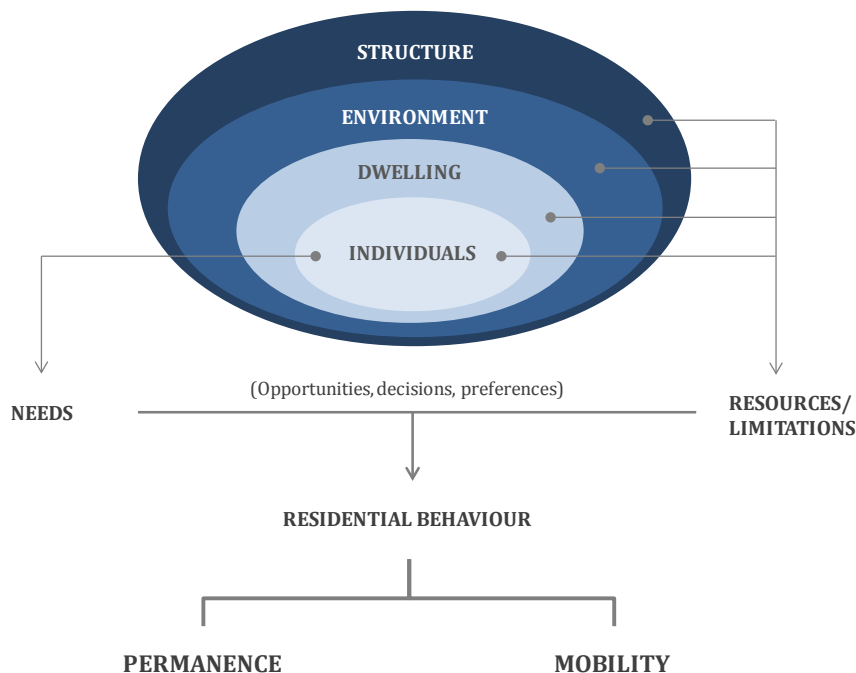 STRUCTURE
ENVIRONMENT
DWELLING
INDIVIDUALS
(Opportunities, decisions, preferences)
NEEDS
RESOURCES/
LIMITATIONS
RESIDENTIAL BEHAVIOUR
PERMANENCE
MOBILITY